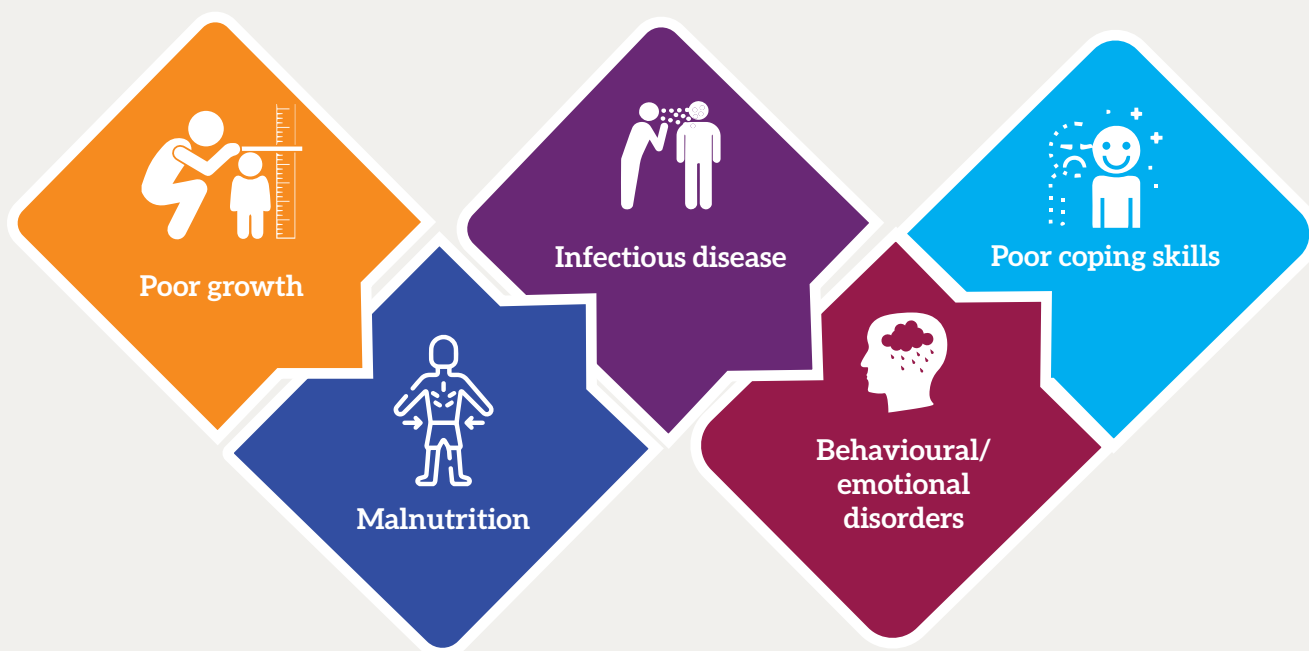 Poor growth
Malnutrition
Infectious disease
Behavioural/
emotional
disorders
Poor coping skills